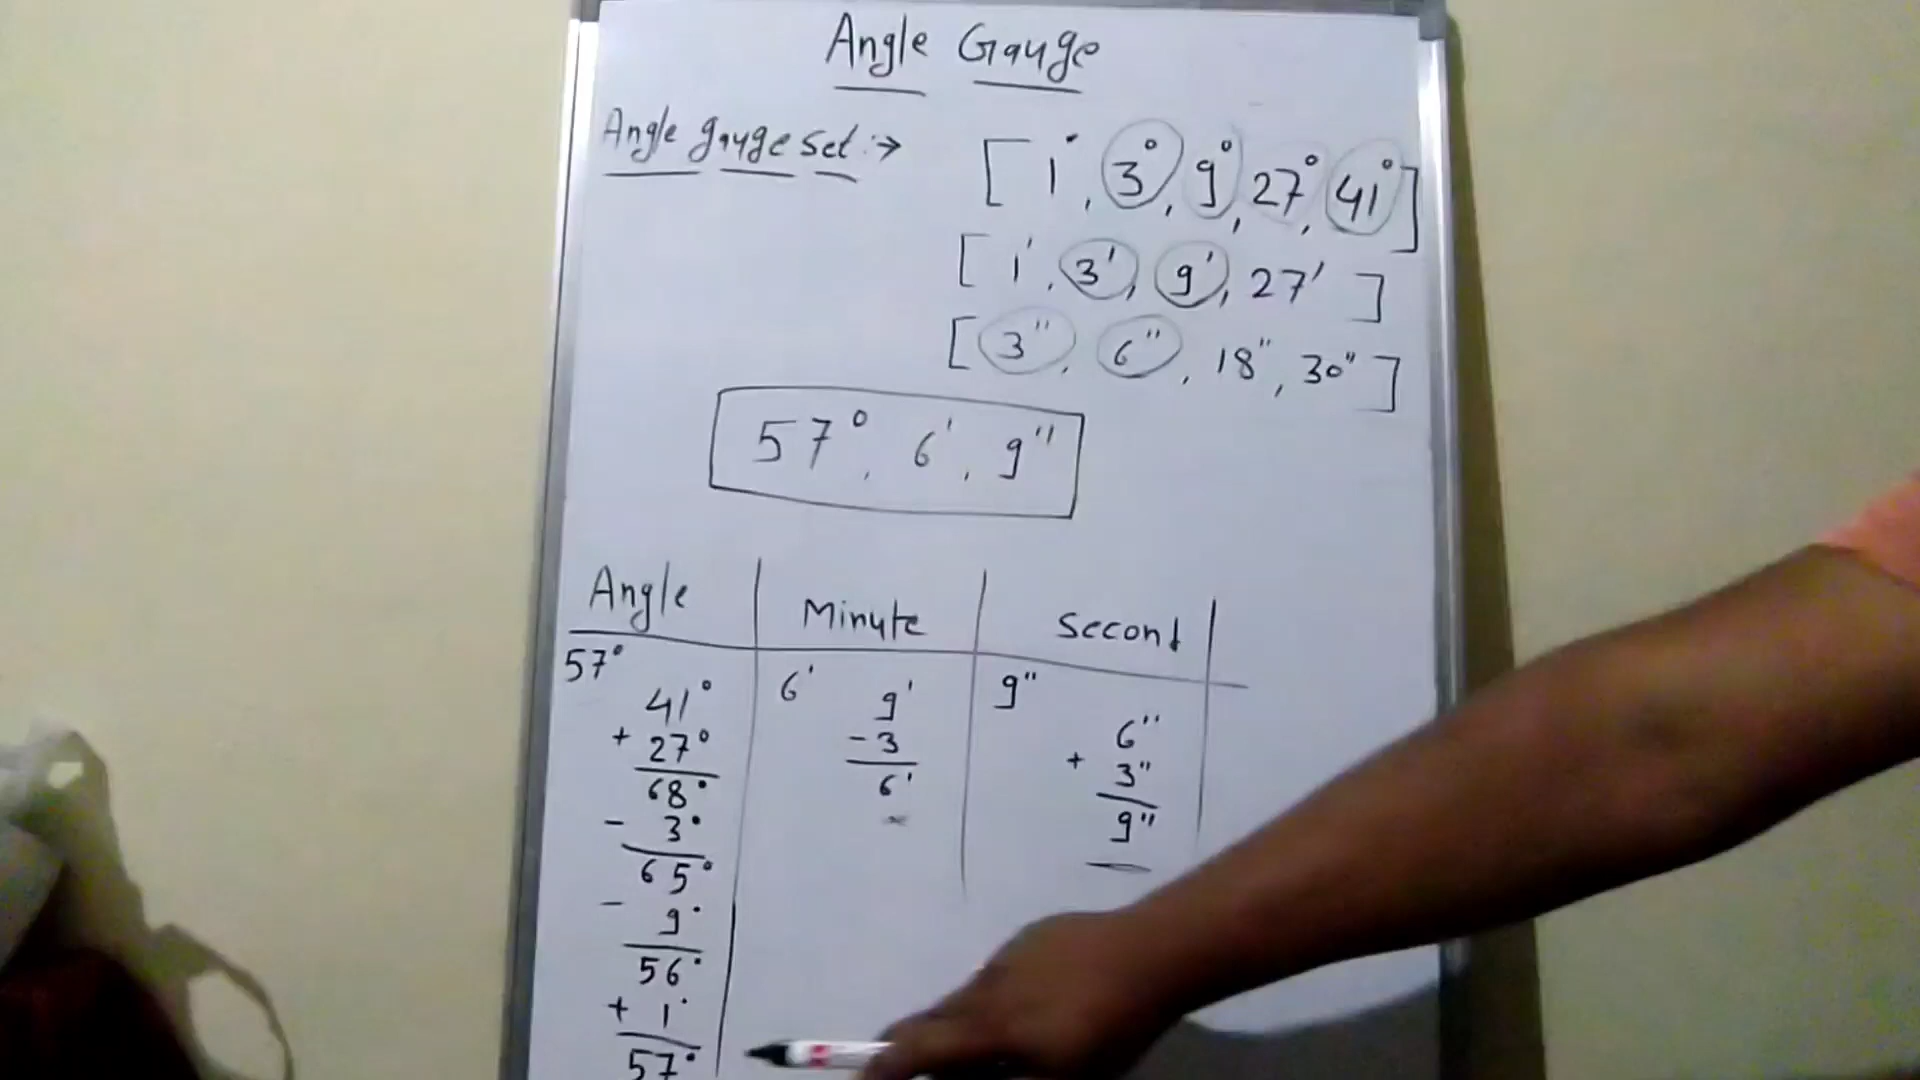 Angle Gauge
Angle gauge set :→ [ 1°, 3°, 9°, 27°, 41° ]
[ 1', 3', 9', 27' ]
[ 3", 6", 18", 30" ]
57°, 6', 9"
Angle Minute Second
57° 6' 9"
41° 9' 6"
+ 27° - 3 + 3"
68° 6' 9"
- 3°
65°
- 9°
56°
+ 1°
57°